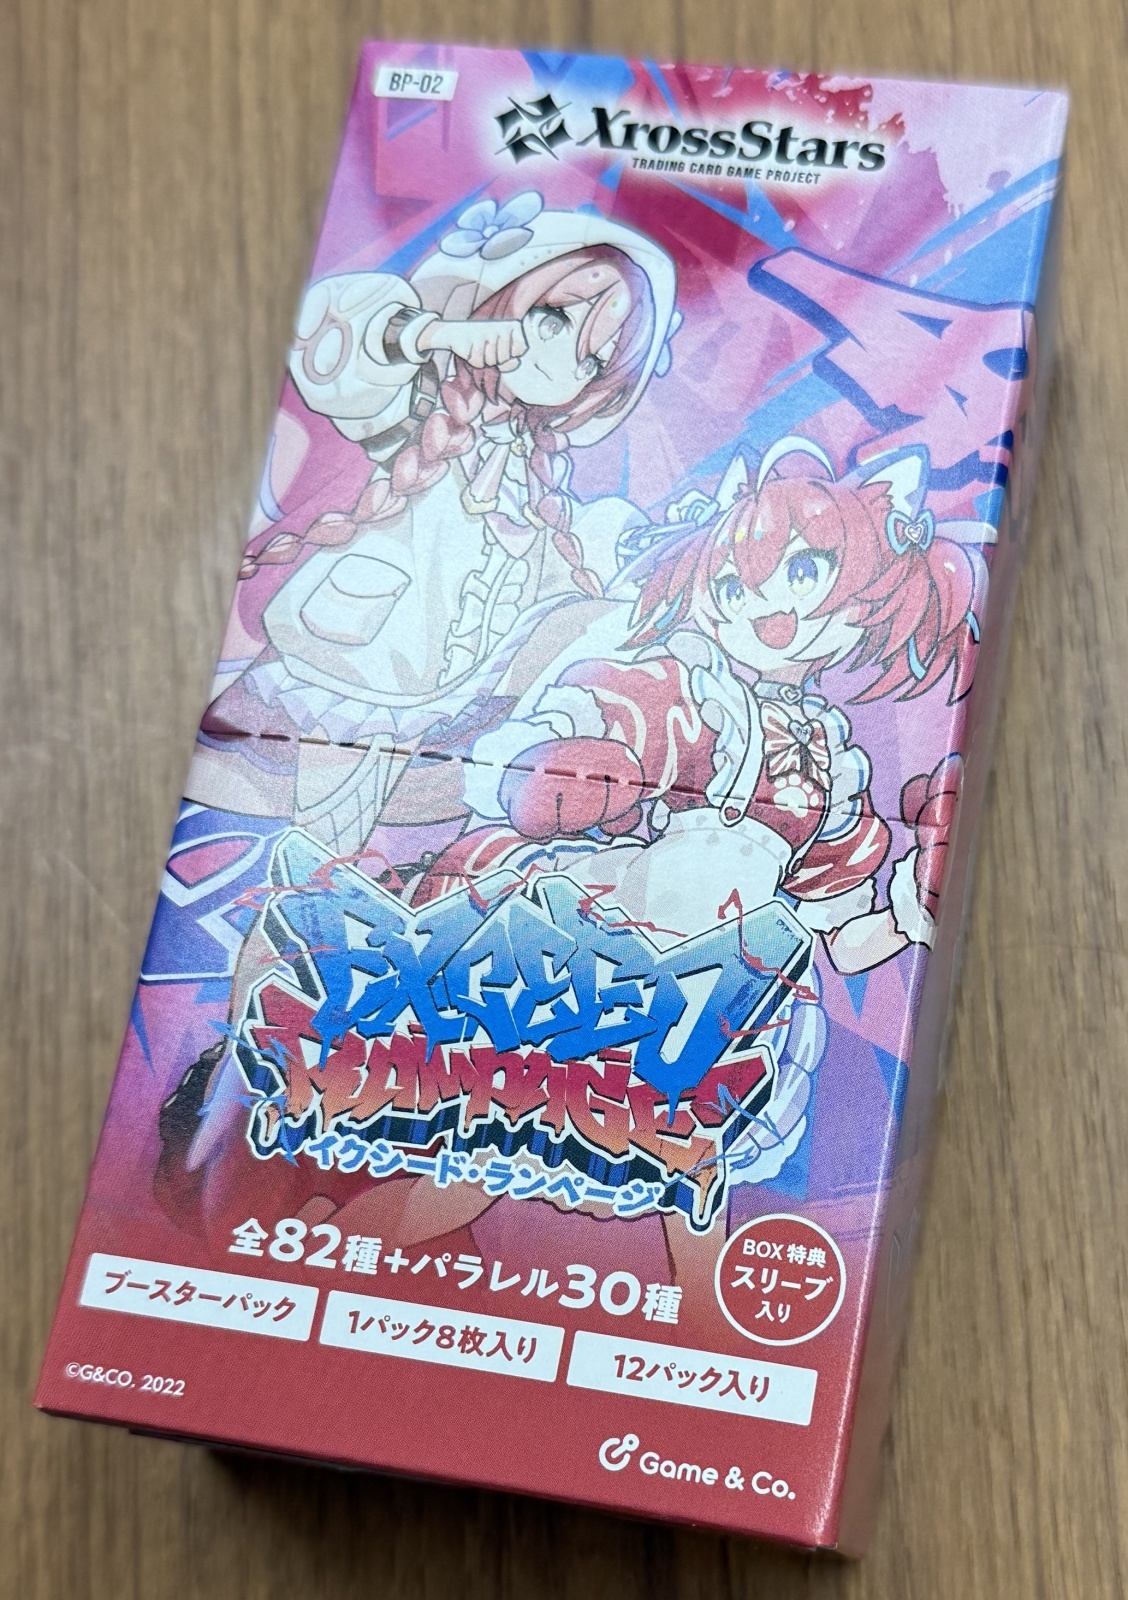 BP-02
XrossStars
TRADING CARD GAME PROJECT
EXCEED
RAMPAGE
イクシード・ランページ
全82種+パラレル30種
BOX 特典
スリーブ
入り
ブースターパック
1パック8枚入り
12パック入り
©G&CO. 2022
Game & Co.